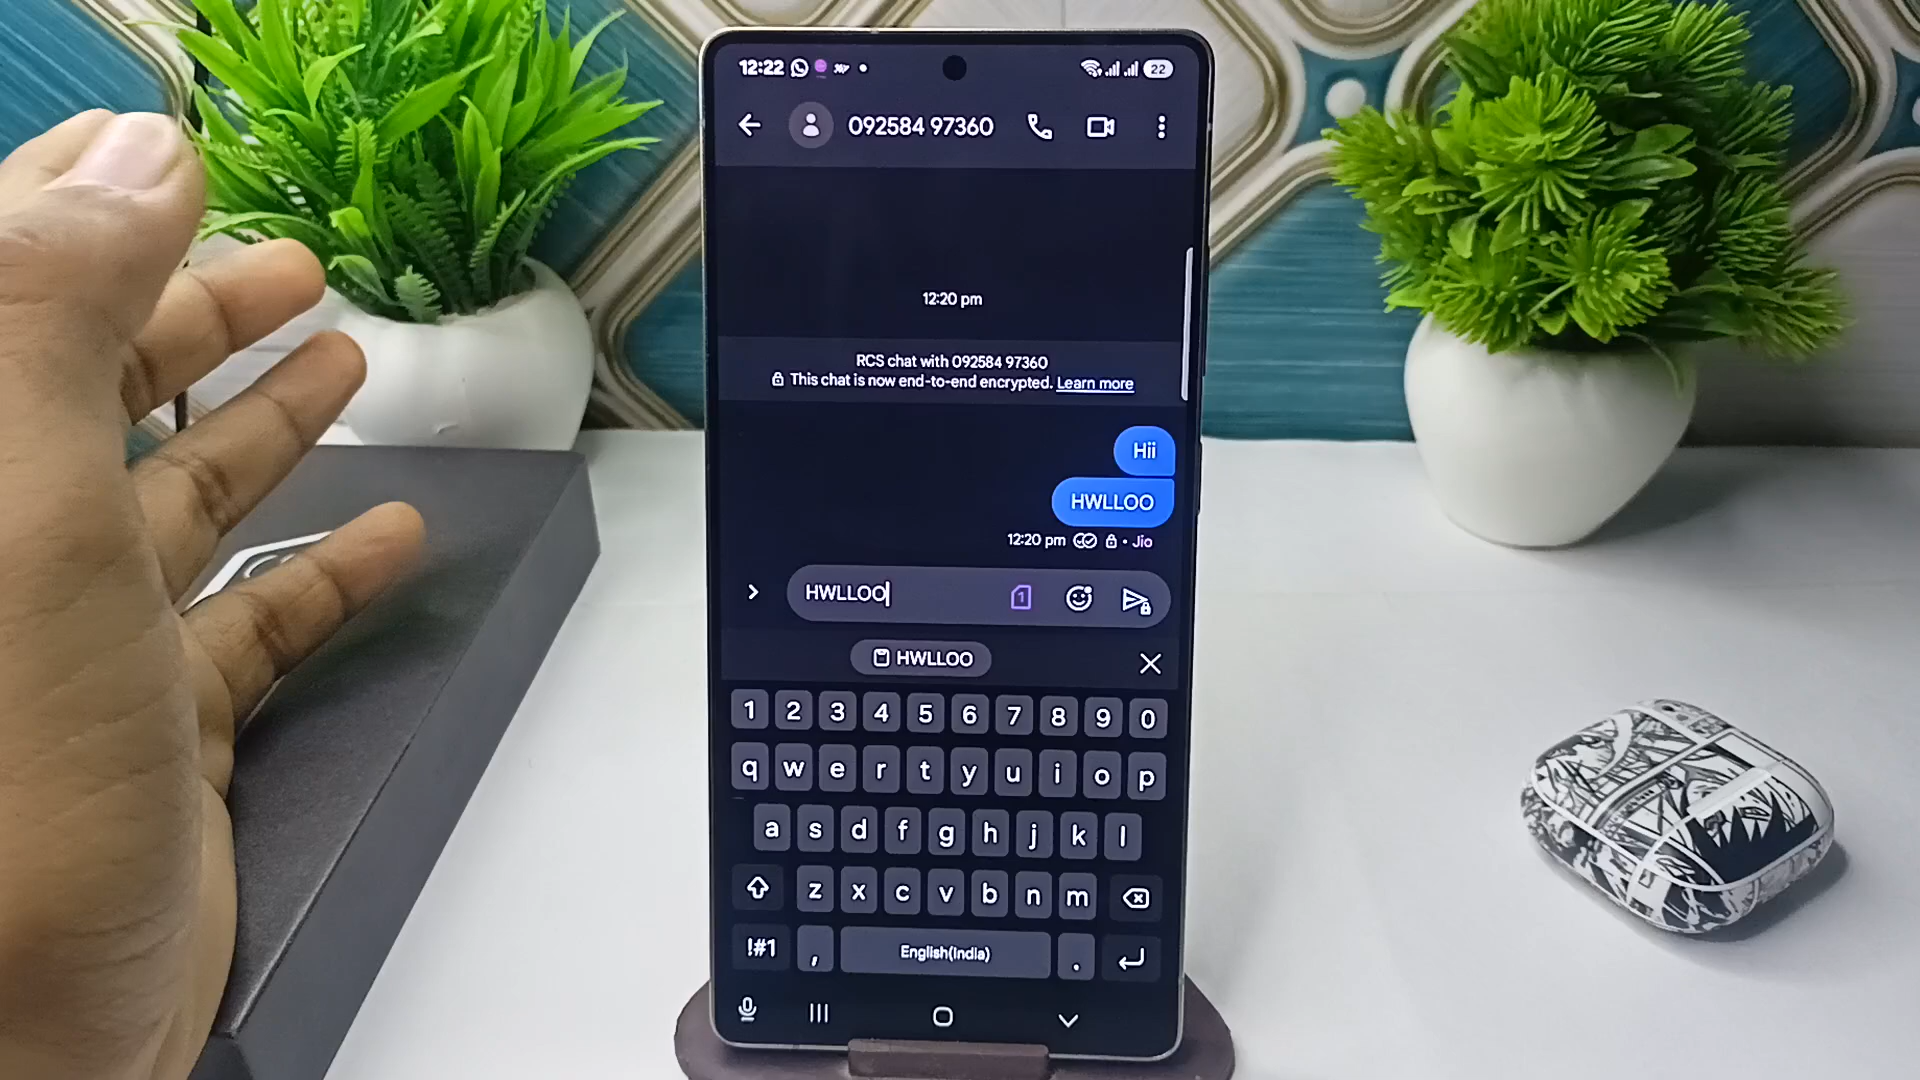 12:22 22
092584 97360
12:20 pm
RCS chat with 092584 97360
This chat is now end-to-end encrypted. Learn more
Hii
HWLLOO
12:20 pm • Jio
HWLLOO 1
HWLLOO
1 2 3 4 5 6 7 8 9 0
q w e r t y u i o p
a s d f g h j k l
z x c v b n m
!#1 , English(India) .